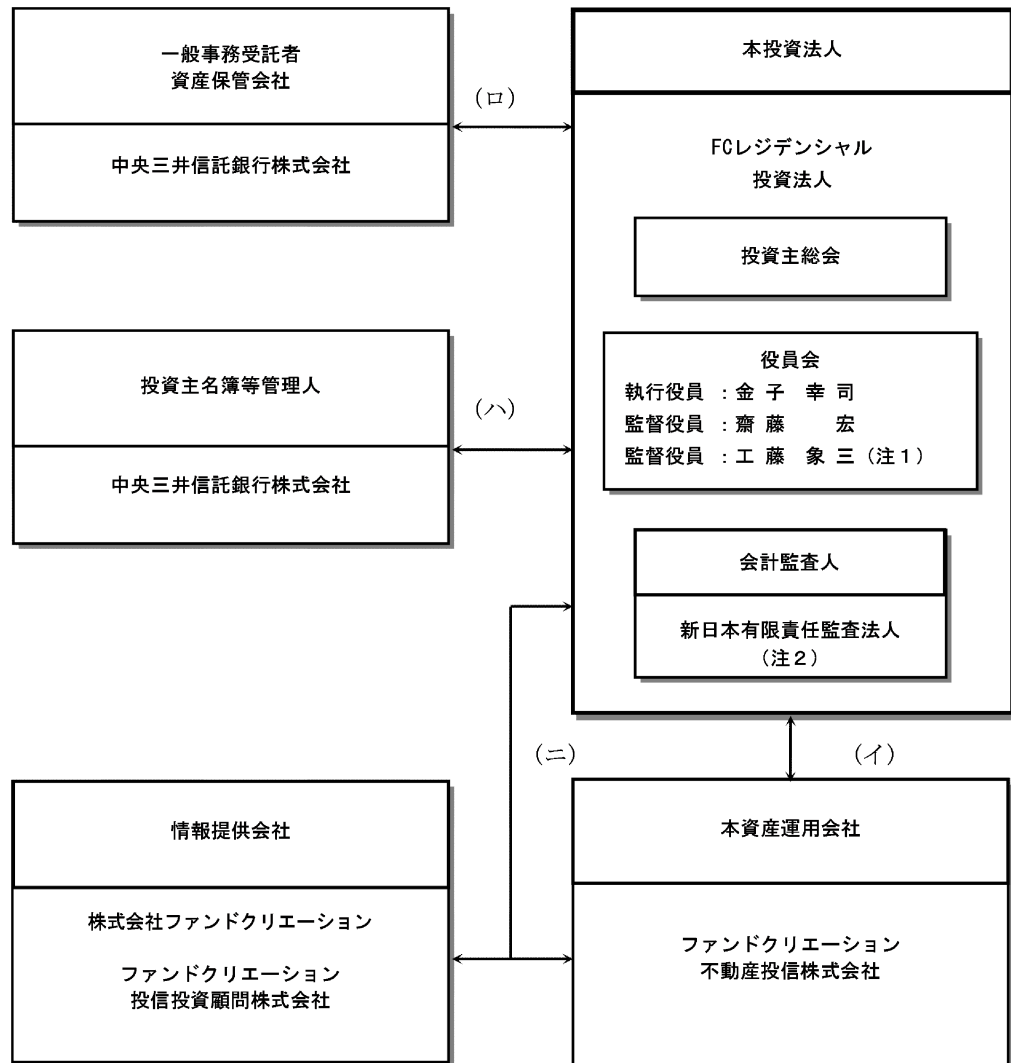 一般事務受託者
資産保管会社
中央三井信託銀行株式会社
(ロ)
本投資法人
FCレジデンシャル
投資法人
投資主総会
役員会
執行役員 :金 子 幸 司
監督役員 :齋 藤 宏
監督役員 :工 藤 象 三(注1)
会計監査人
新日本有限責任監査法人
(注2)
投資主名簿等管理人
中央三井信託銀行株式会社
(ハ)
(ニ)
(イ)
情報提供会社
株式会社ファンドクリエーション
ファンドクリエーション
投信投資顧問株式会社
本資産運用会社
ファンドクリエーション
不動産投信株式会社